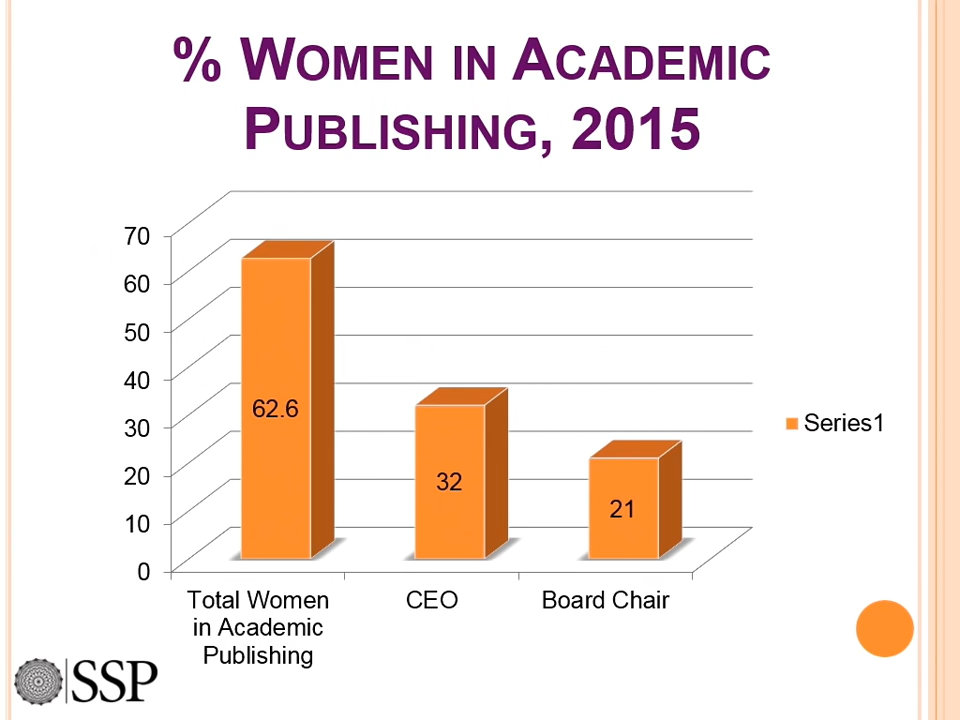 % WOMEN IN ACADEMIC
PUBLISHING, 2015
70
60
50
40
30
20
10
0
62.6
32
21
Series1
Total Women
in Academic
Publishing
CEO
Board Chair
SSP